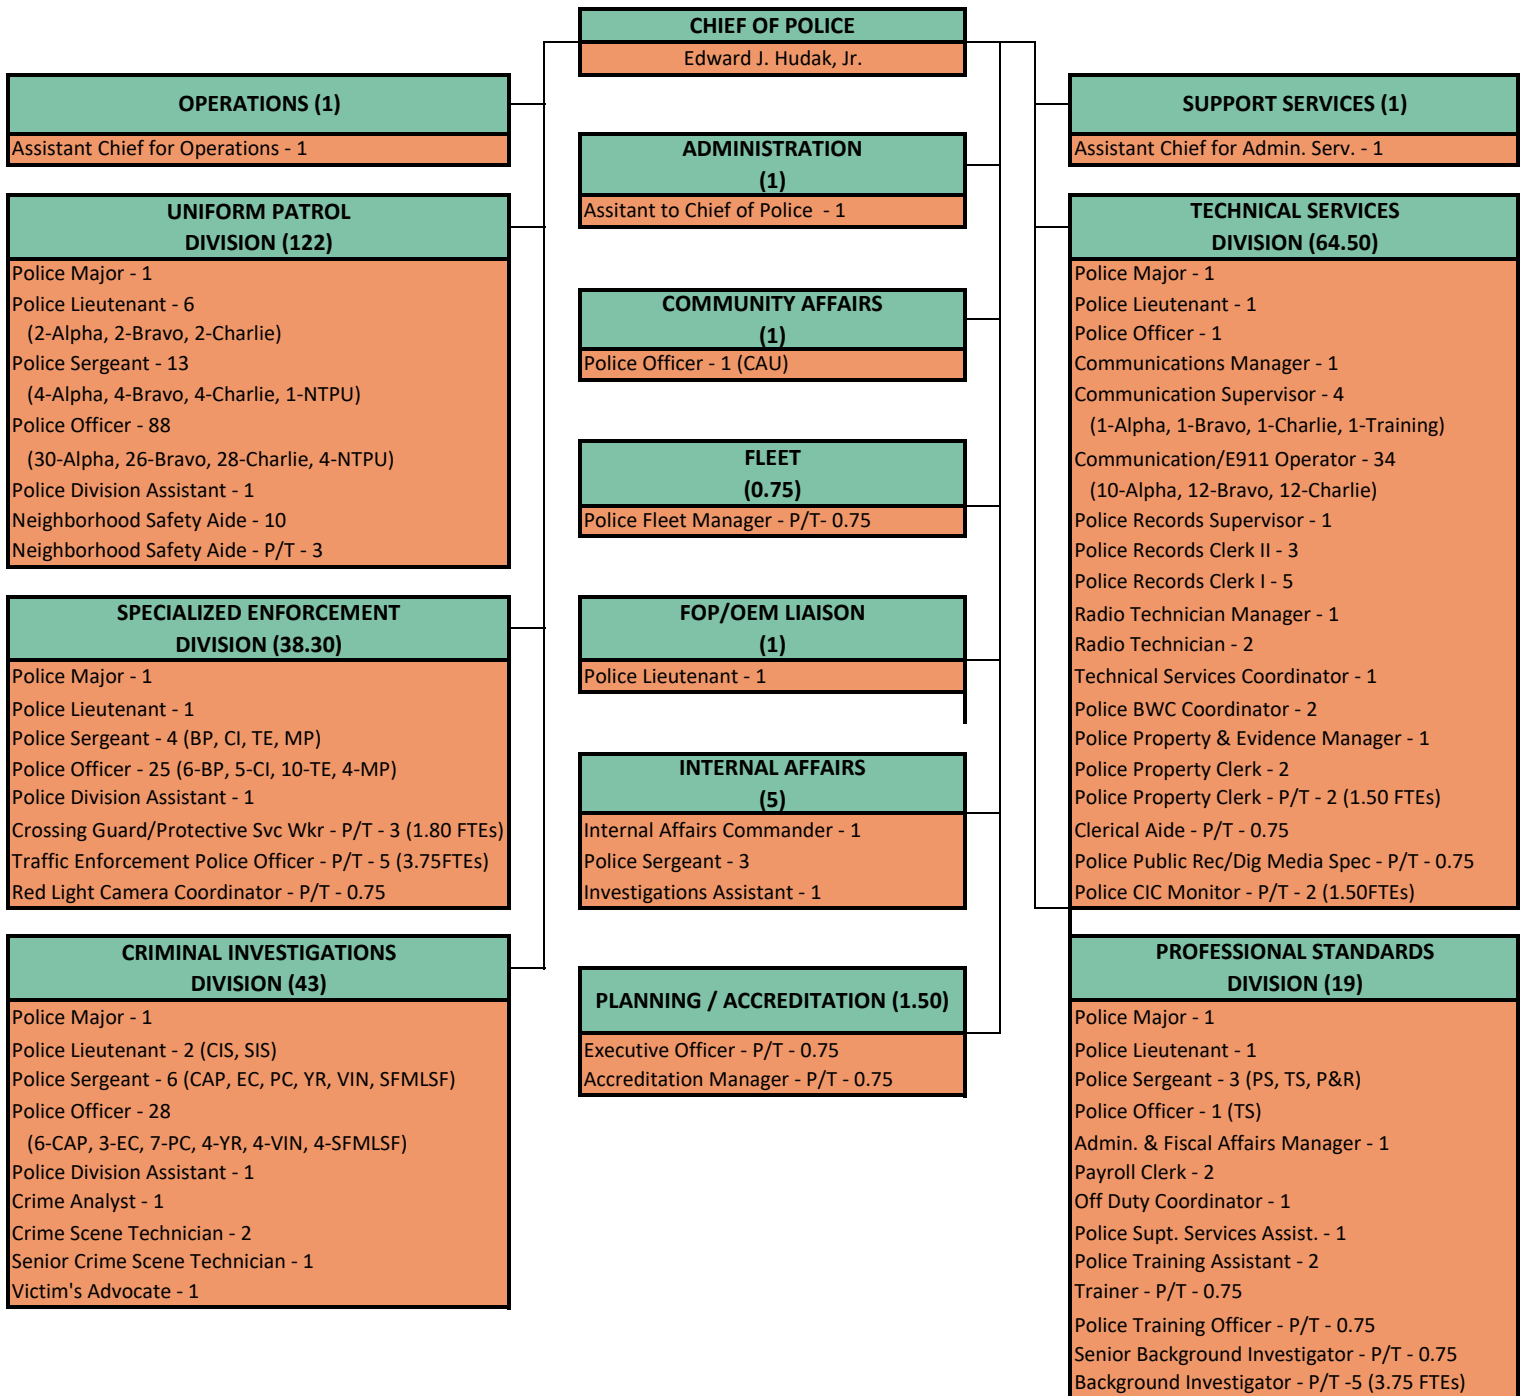 CHIEF OF POLICE
Edward J. Hudak, Jr.
OPERATIONS (1)
Assistant Chief for Operations - 1
UNIFORM PATROL
DIVISION (122)
Police Major - 1
Police Lieutenant - 6
(2-Alpha, 2-Bravo, 2-Charlie)
Police Sergeant - 13
(4-Alpha, 4-Bravo, 4-Charlie, 1-NTPU)
Police Officer - 88
(30-Alpha, 26-Bravo, 28-Charlie, 4-NTPU)
Police Division Assistant - 1
Neighborhood Safety Aide - 10
Neighborhood Safety Aide - P/T - 3
SPECIALIZED ENFORCEMENT
DIVISION (38.30)
Police Major - 1
Police Lieutenant - 1
Police Sergeant - 4 (BP, CI, TE, MP)
Police Officer - 25 (6-BP, 5-CI, 10-TE, 4-MP)
Police Division Assistant - 1
Crossing Guard/Protective Svc Wkr - P/T - 3 (1.80 FTEs)
Traffic Enforcement Police Officer - P/T - 5 (3.75FTEs)
Red Light Camera Coordinator - P/T - 0.75
CRIMINAL INVESTIGATIONS
DIVISION (43)
Police Major - 1
Police Lieutenant - 2 (CIS, SIS)
Police Sergeant - 6 (CAP, EC, PC, YR, VIN, SFMLSF)
Police Officer - 28
(6-CAP, 3-EC, 7-PC, 4-YR, 4-VIN, 4-SFMLSF)
Police Division Assistant - 1
Crime Analyst - 1
Crime Scene Technician - 2
Senior Crime Scene Technician - 1
Victim's Advocate - 1
ADMINISTRATION
(1)
Assitant to Chief of Police - 1
COMMUNITY AFFAIRS
(1)
Police Officer - 1 (CAU)
FLEET
(0.75)
Police Fleet Manager - P/T- 0.75
FOP/OEM LIAISON
(1)
Police Lieutenant - 1
INTERNAL AFFAIRS
(5)
Internal Affairs Commander - 1
Police Sergeant - 3
Investigations Assistant - 1
PLANNING / ACCREDITATION (1.50)
Executive Officer - P/T - 0.75
Accreditation Manager - P/T - 0.75
SUPPORT SERVICES (1)
Assistant Chief for Admin. Serv. - 1
TECHNICAL SERVICES
DIVISION (64.50)
Police Major - 1
Police Lieutenant - 1
Police Officer - 1
Communications Manager - 1
Communication Supervisor - 4
(1-Alpha, 1-Bravo, 1-Charlie, 1-Training)
Communication/E911 Operator - 34
(10-Alpha, 12-Bravo, 12-Charlie)
Police Records Supervisor - 1
Police Records Clerk II - 3
Police Records Clerk I - 5
Radio Technician Manager - 1
Radio Technician - 2
Technical Services Coordinator - 1
Police BWC Coordinator - 2
Police Property & Evidence Manager - 1
Police Property Clerk - 2
Police Property Clerk - P/T - 2 (1.50 FTEs)
Clerical Aide - P/T - 0.75
Police Public Rec/Dig Media Spec - P/T - 0.75
Police CIC Monitor - P/T - 2 (1.50FTEs)
PROFESSIONAL STANDARDS
DIVISION (19)
Police Major - 1
Police Lieutenant - 1
Police Sergeant - 3 (PS, TS, P&R)
Police Officer - 1 (TS)
Admin. & Fiscal Affairs Manager - 1
Payroll Clerk - 2
Off Duty Coordinator - 1
Police Supt. Services Assist. - 1
Police Training Assistant - 2
Trainer - P/T - 0.75
Police Training Officer - P/T - 0.75
Senior Background Investigator - P/T - 0.75
Background Investigator - P/T -5 (3.75 FTEs)